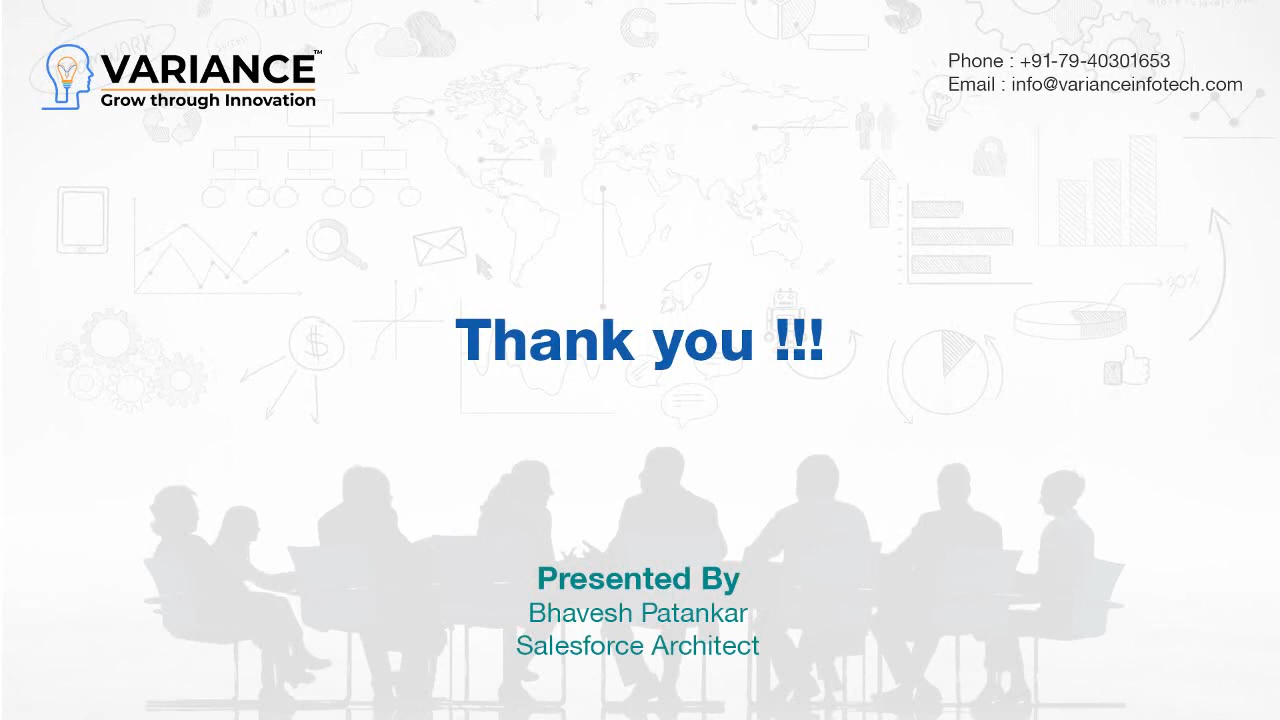 VARIANCE™
Grow through Innovation
Phone : +91-79-40301653
Email : info@varianceinfotech.com
30%
Thank you !!!
Presented By
Bhavesh Patankar
Salesforce Architect